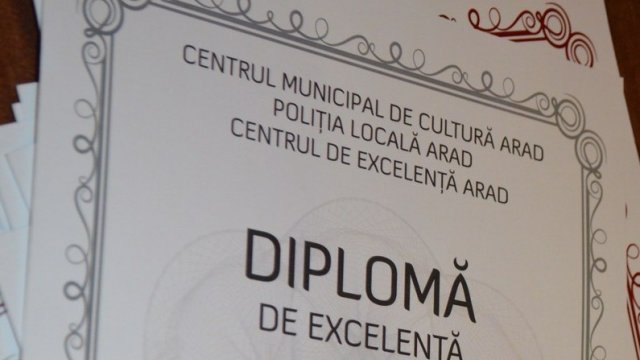 CENTRUL MUNICIPAL DE CULTURĂ ARAD
POLIȚIA LOCALĂ ARAD
CENTRUL DE EXCELENȚĂ ARAD
DIPLOMĂ
DE EXCELENȚĂ